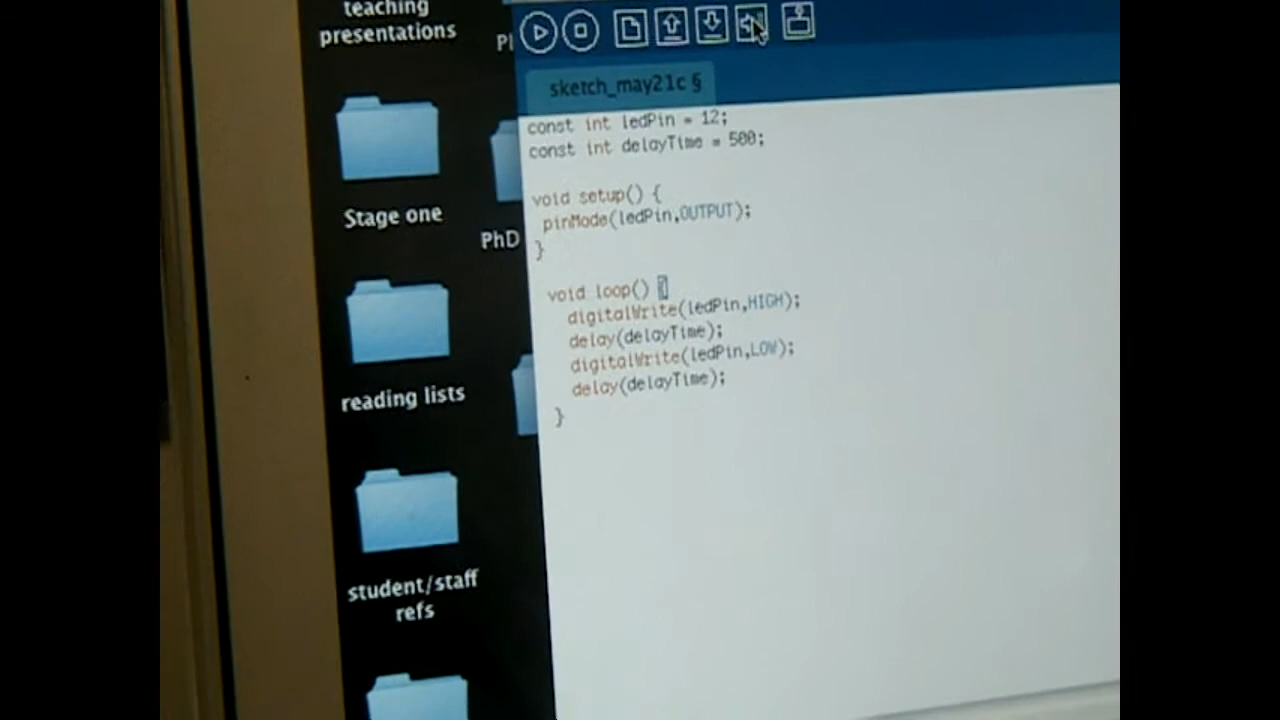 teaching
presentations
Stage one
PhD
reading lists
student/staff
refs
sketch_may21c §
const int ledPin = 12;
const int delayTime = 500;
void setup() {
pinMode(ledPin,OUTPUT);
}
void loop() {
digitalWrite(ledPin,HIGH);
delay(delayTime);
digitalWrite(ledPin,LOW);
delay(delayTime);
}